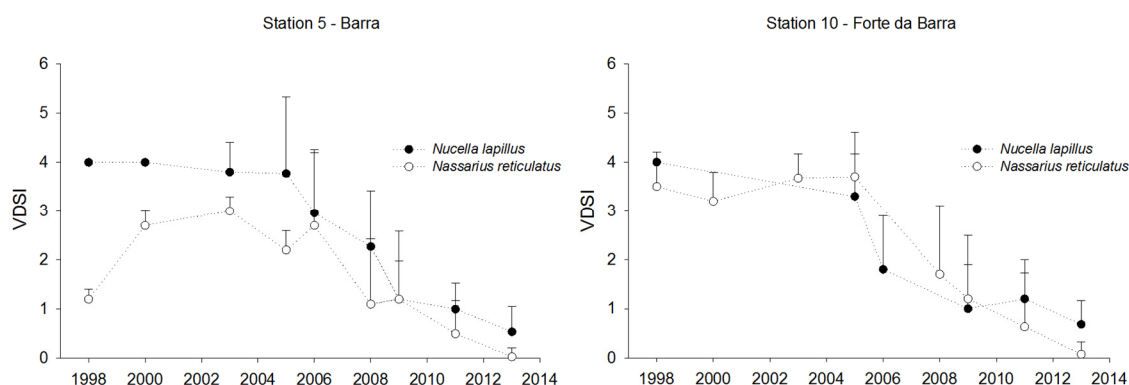 Station 5 - Barra
6
5
4
3
2
1
0
VDSI
Nucella lapillus
Nassarius reticulatus
1998 2000 2002 2004 2006 2008 2010 2012 2014
Station 10 - Forte da Barra
6
5
4
3
2
1
0
VDSI
Nucella lapillus
Nassarius reticulatus
1998 2000 2002 2004 2006 2008 2010 2012 2014